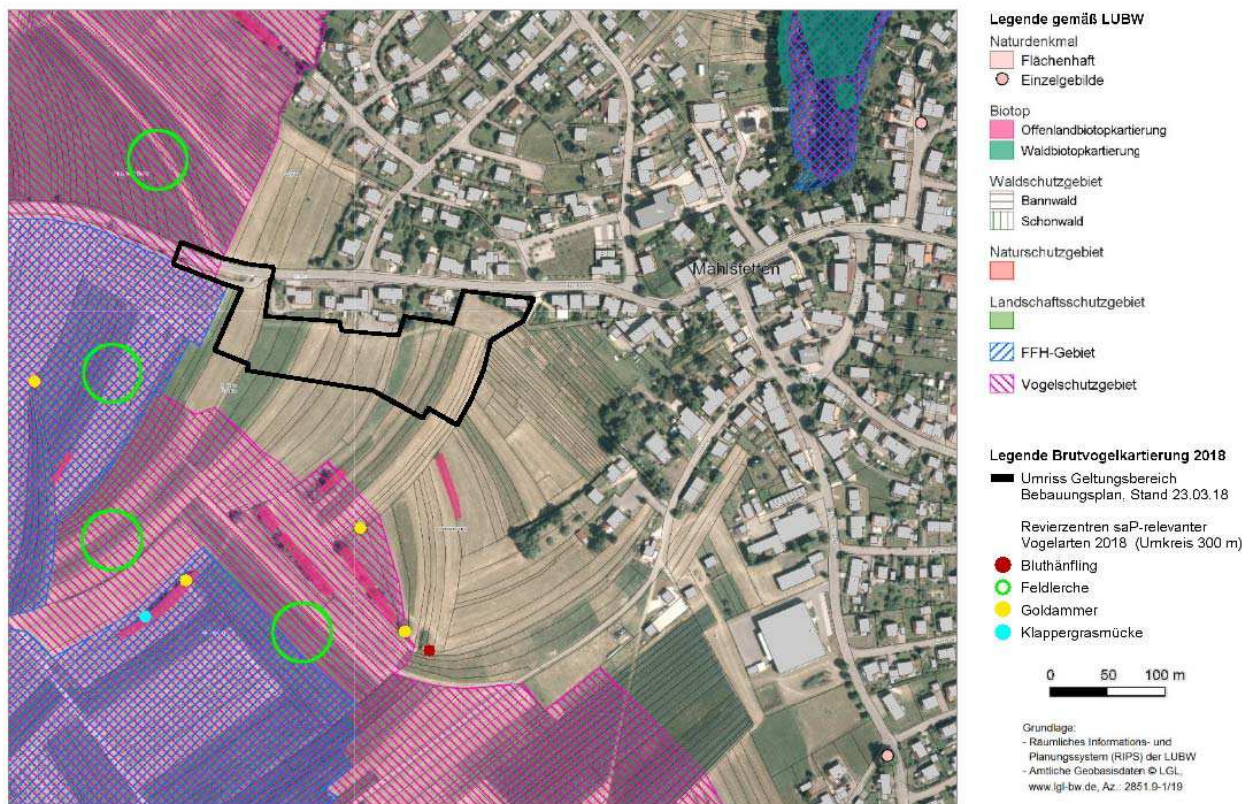 Mahlstetten
Legende gemäß LUBW
Naturdenkmal
Flächenhaft
Einzelgebilde
Biotop
Offenlandbiotopkartierung
Waldbiotopkartierung
Waldschutzgebiet
Bannwald
Schonwald
Naturschutzgebiet
Landschaftsschutzgebiet
FFH-Gebiet
Vogelschutzgebiet
Legende Brutvogelkartierung 2018
Umriss Geltungsbereich
Bebauungsplan, Stand 23.03.18
Revierzentren saP-relevanter
Vogelarten 2018 (Umkreis 300 m)
Bluthänfling
Feldlerche
Goldammer
Klappergrasmücke
0 50 100 m
Grundlage:
- Räumliches Informations- und
Planungssystem (RIPS) der LUBW
- Amtliche Geobasisdaten © LGL,
www.lgl-bw.de, Az.: 2851.9-1/19